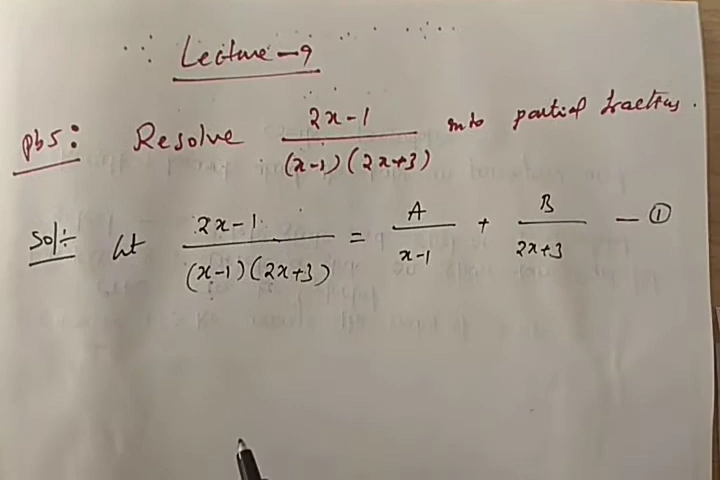 Lecture-9
pb5: Resolve 2x-1 / (x-1)(2x+3) into partial fractions.
Sol:- Let 2x-1 / (x-1)(2x+3) = A / x-1 + B / 2x+3 — ①